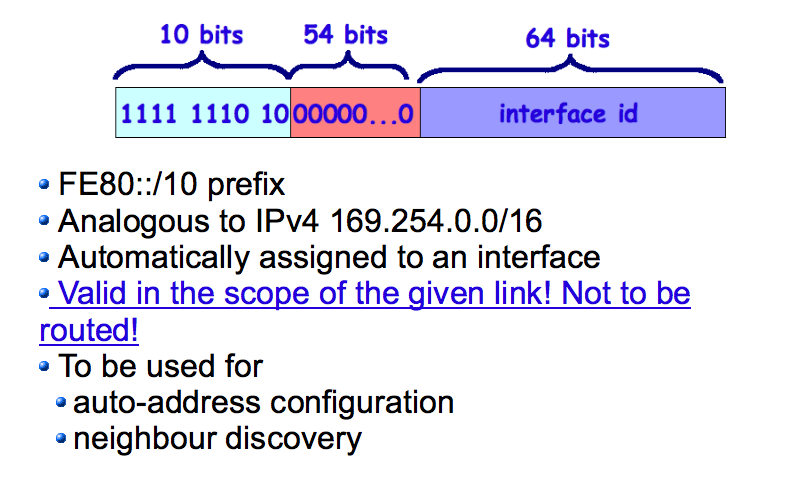 10 bits 54 bits 64 bits
1111 1110 10 00000...0 interface id
FE80::/10 prefix
Analogous to IPv4 169.254.0.0/16
Automatically assigned to an interface
Valid in the scope of the given link! Not to be
routed!
To be used for
auto-address configuration
neighbour discovery